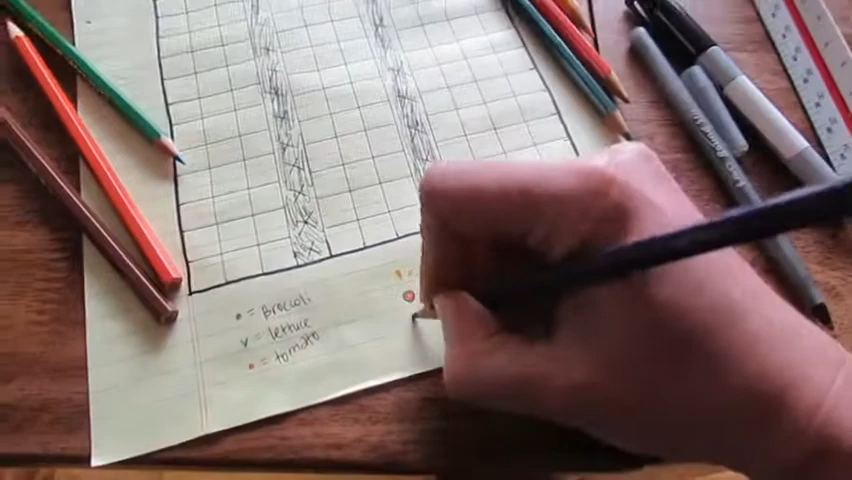 • = Broccoli
v = lettuce
• = tomato